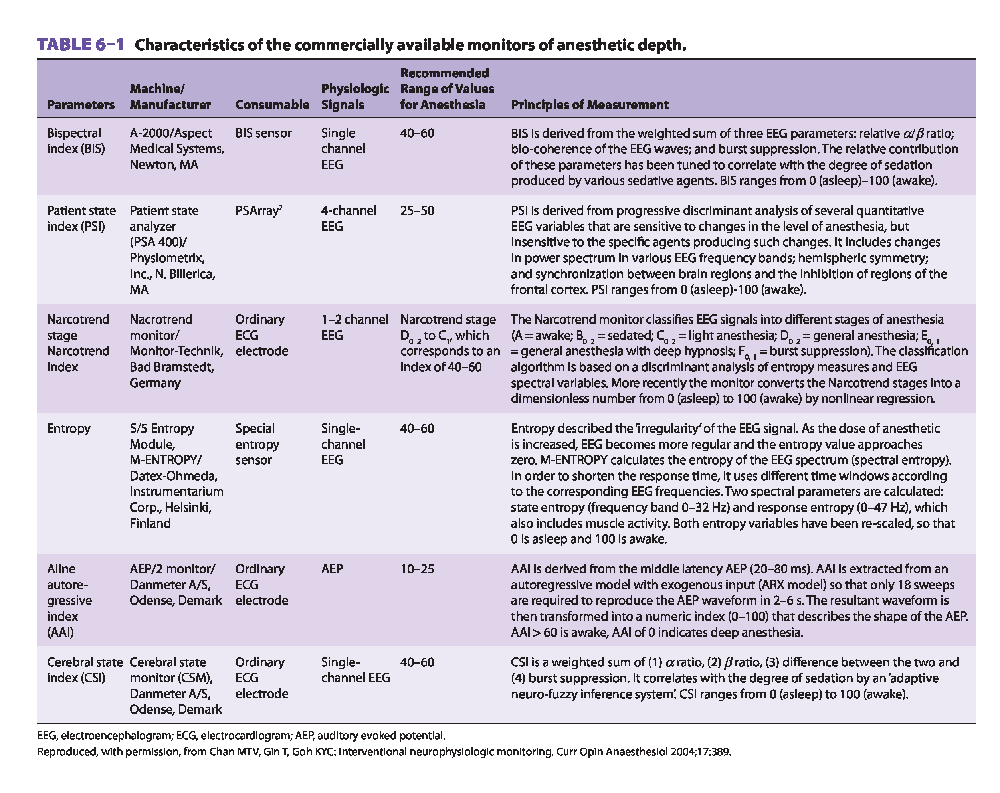 TABLE 6–1 Characteristics of the commercially available monitors of anesthetic depth.
Parameters
Machine/
Manufacturer
Consumable
Physiologic
Signals
Recommended
Range of Values
for Anesthesia
Principles of Measurement
Bispectral
index (BIS)
A-2000/Aspect
Medical Systems,
Newton, MA
BIS sensor
Single
channel
EEG
40–60
BIS is derived from the weighted sum of three EEG parameters: relative α/β ratio;
bio-coherence of the EEG waves; and burst suppression. The relative contribution
of these parameters has been tuned to correlate with the degree of sedation
produced by various sedative agents. BIS ranges from 0 (asleep)–100 (awake).
Patient state
index (PSI)
Patient state
analyzer
(PSA 400)/
Physiometrix,
Inc., N. Billerica,
MA
PSArray²
4-channel
EEG
25–50
PSI is derived from progressive discriminant analysis of several quantitative
EEG variables that are sensitive to changes in the level of anesthesia, but
insensitive to the specific agents producing such changes. It includes changes
in power spectrum in various EEG frequency bands; hemispheric symmetry;
and synchronization between brain regions and the inhibition of regions of the
frontal cortex. PSI ranges from 0 (asleep)-100 (awake).
Narcotrend
stage
Narcotrend
index
Nacrotrend
monitor/
Monitor-Technik,
Bad Bramstedt,
Germany
Ordinary
ECG
electrode
1–2 channel
EEG
Narcotrend stage
D₀–₂ to C₁, which
corresponds to an
index of 40–60
The Narcotrend monitor classifies EEG signals into different stages of anesthesia
(A = awake; B₀–₂ = sedated; C₀–₂ = light anesthesia; D₀–₂ = general anesthesia; E₀, ₁
= general anesthesia with deep hypnosis; F₀, ₁ = burst suppression). The classification
algorithm is based on a discriminant analysis of entropy measures and EEG
spectral variables. More recently the monitor converts the Narcotrend stages into a
dimensionless number from 0 (asleep) to 100 (awake) by nonlinear regression.
Entropy
S/5 Entropy
Module,
M-ENTROPY/
Datex-Ohmeda,
Instrumentarium
Corp., Helsinki,
Finland
Special
entropy
sensor
Single-
channel
EEG
40–60
Entropy described the ‘irregularity’ of the EEG signal. As the dose of anesthetic
is increased, EEG becomes more regular and the entropy value approaches
zero. M-ENTROPY calculates the entropy of the EEG spectrum (spectral entropy).
In order to shorten the response time, it uses different time windows according
to the corresponding EEG frequencies. Two spectral parameters are calculated:
state entropy (frequency band 0–32 Hz) and response entropy (0–47 Hz), which
also includes muscle activity. Both entropy variables have been re-scaled, so that
0 is asleep and 100 is awake.
Aline
autore-
gressive
index
(AAI)
AEP/2 monitor/
Danmeter A/S,
Odense, Demark
Ordinary
ECG
electrode
AEP
10–25
AAI is derived from the middle latency AEP (20–80 ms). AAI is extracted from an
autoregressive model with exogenous input (ARX model) so that only 18 sweeps
are required to reproduce the AEP waveform in 2–6 s. The resultant waveform is
then transformed into a numeric index (0–100) that describes the shape of the AEP.
AAI > 60 is awake, AAI of 0 indicates deep anesthesia.
Cerebral state
index (CSI)
Cerebral state
monitor (CSM),
Danmeter A/S,
Odense, Demark
Ordinary
ECG
electrode
Single-
channel EEG
40–60
CSI is a weighted sum of (1) α ratio, (2) β ratio, (3) difference between the two and
(4) burst suppression. It correlates with the degree of sedation by an ‘adaptive
neuro-fuzzy inference system’. CSI ranges from 0 (asleep) to 100 (awake).
EEG, electroencephalogram; ECG, electrocardiogram; AEP, auditory evoked potential.
Reproduced, with permission, from Chan MTV, Gin T, Goh KYC: Interventional neurophysiologic monitoring. Curr Opin Anaesthesiol 2004;17:389.